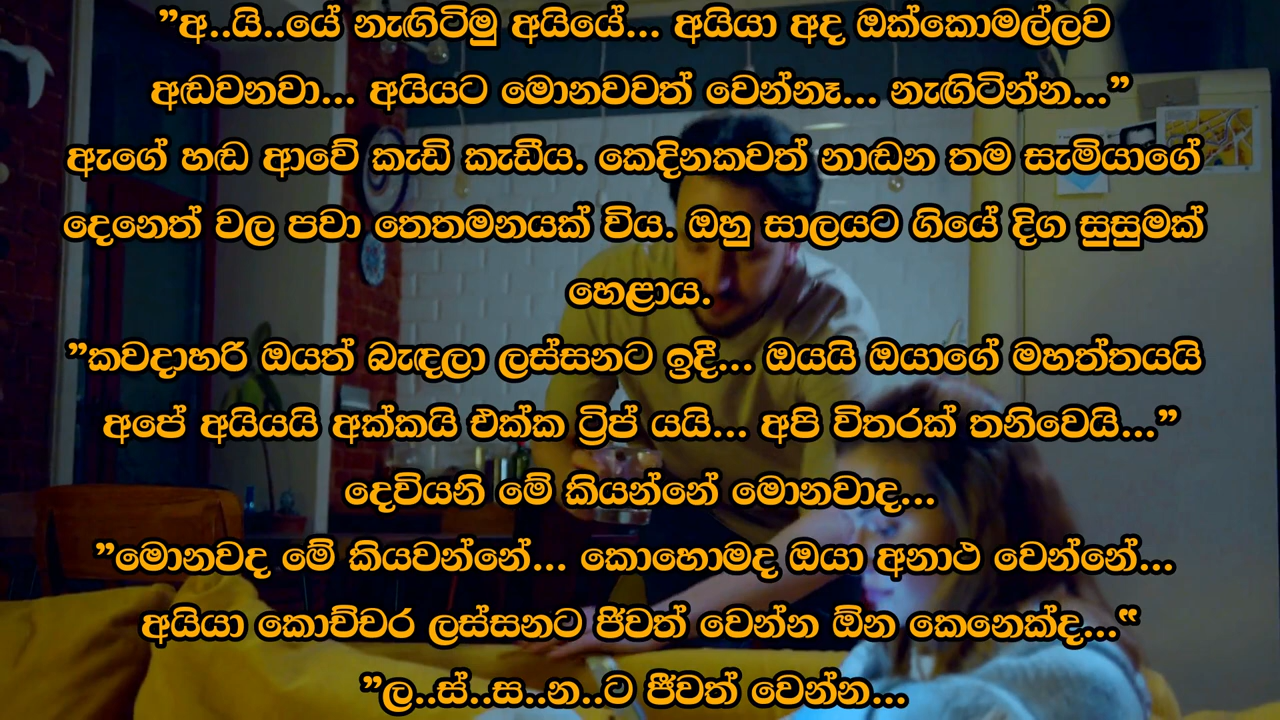 ”අ..යි..යේ නැඟිටිමු අයියේ... අයියා අද ඔක්කොමල්ලව
අඬවනවා... අයියට මොනවවත් වෙන්නෑ... නැඟිටින්න...”
ඇගේ හඬ ආවේ කැඩි කැඩීය. කෙදිනකවත් නාඬන තම සැමියාගේ
දෙනෙත් වල පවා තෙතමනයක් විය. ඔහු සාලයට ගියේ දිග සුසුමක්
හෙළාය.
”කවදාහරි ඔයත් බැඳලා ලස්සනට ඉදී... ඔයයි ඔයාගේ මහත්තයයි
අපේ අයියයි අක්කයි එක්ක ට්‍රිප් යයි... අපි විතරක් තනිවෙයි...”
දෙවියනි මේ කියන්නේ මොනවාද...
”මොනවද මේ කියවන්නේ... කොහොමද ඔයා අනාථ වෙන්නේ...
අයියා කොච්චර ලස්සනට ජිවත් වෙන්න ඕන කෙනෙක්ද...“
”ල..ස්..ස..න..ට ජීවත් වෙන්න...